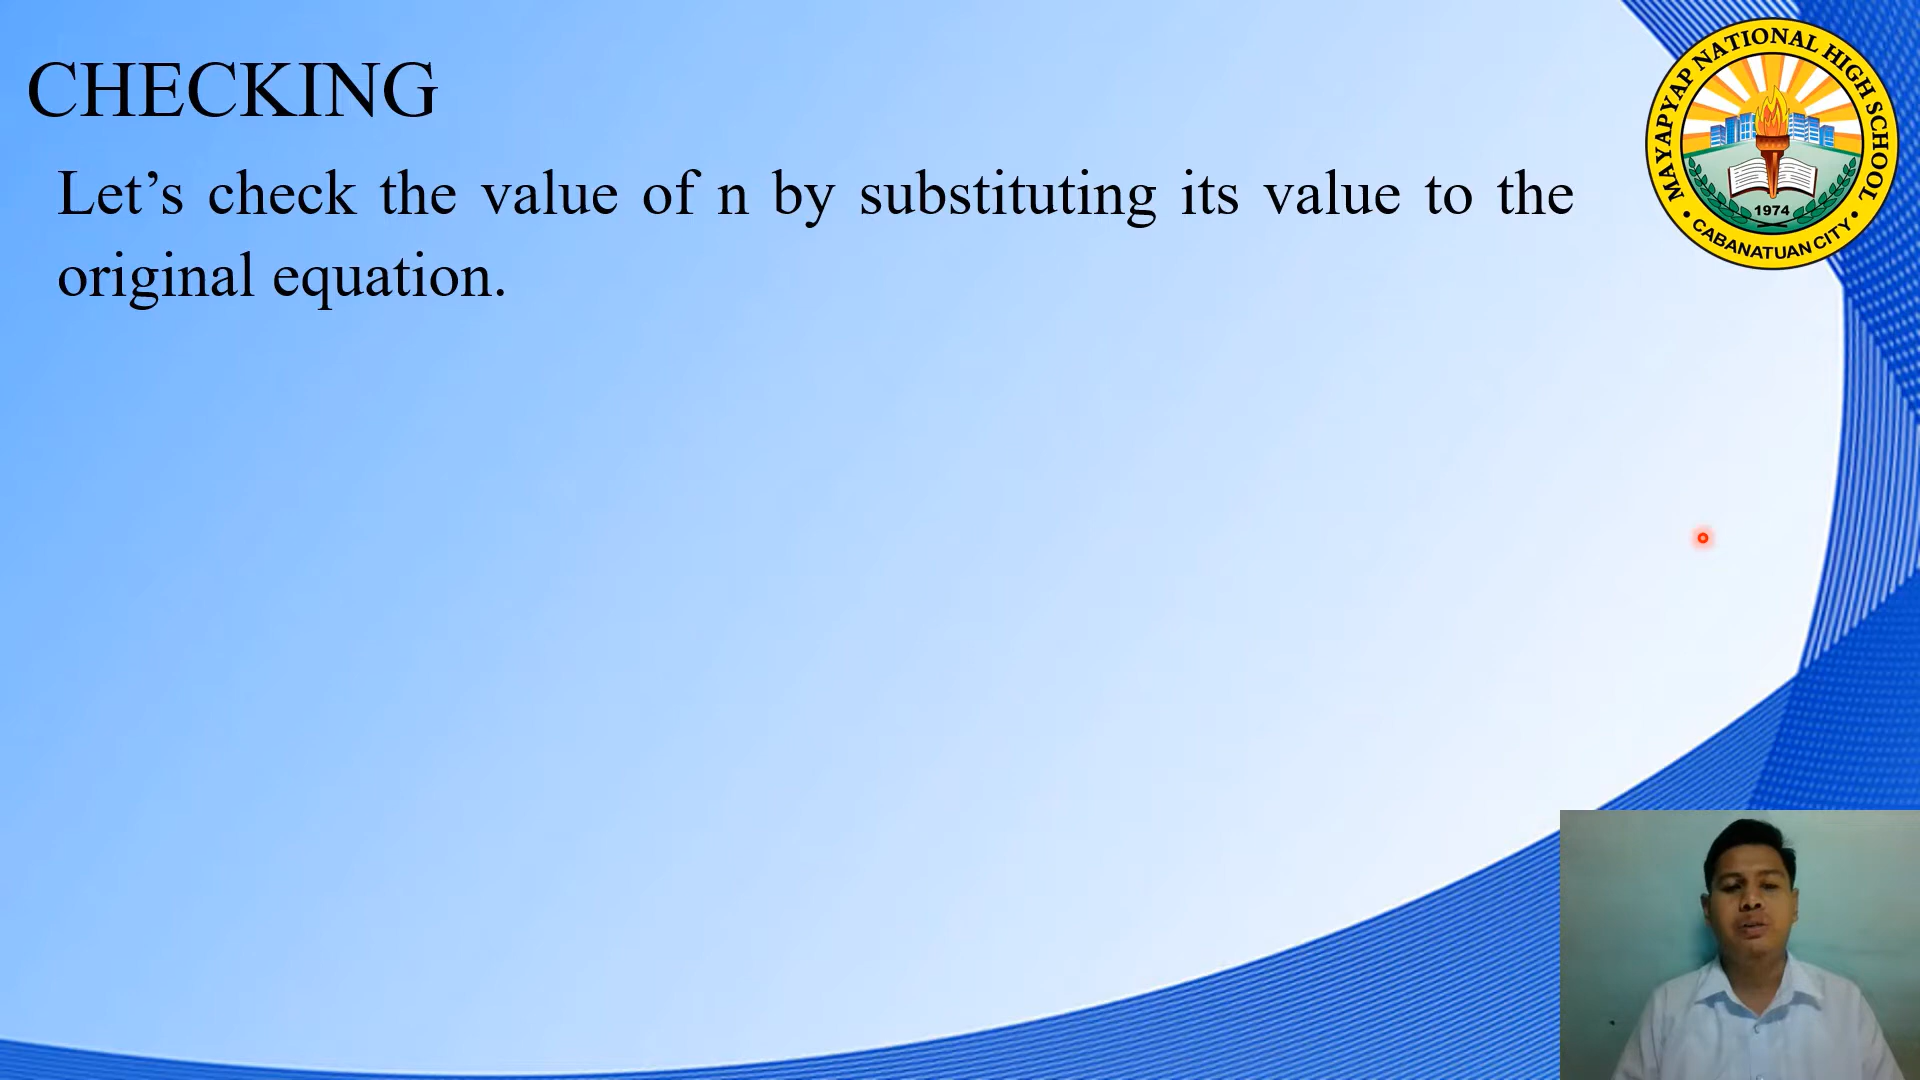 CHECKING
Let’s check the value of n by substituting its value to the
original equation.
MAYAPYAP NATIONAL HIGH SCHOOL
1974
• CABANATUAN CITY •